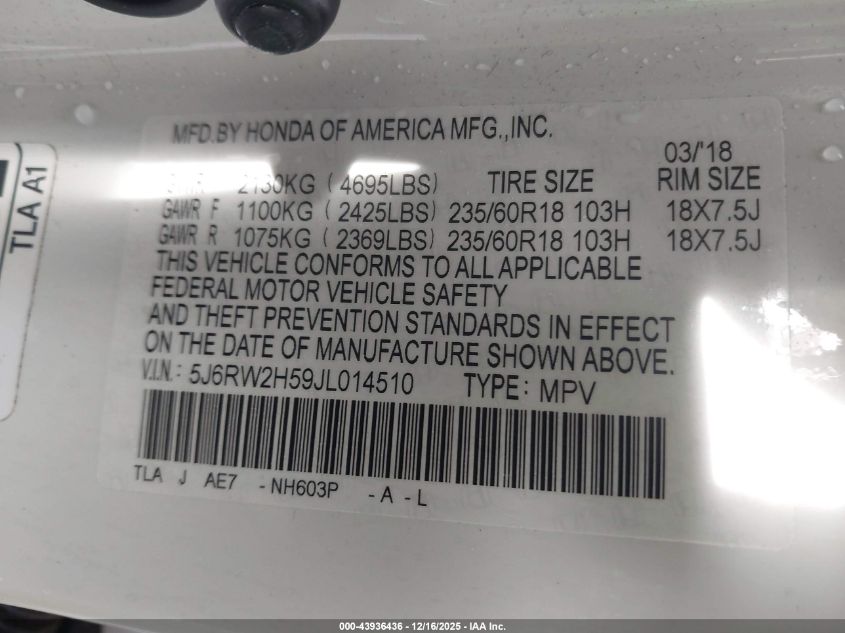 MFD.BY HONDA OF AMERICA MFG.,INC.
03/'18
GVWR 2130KG (4695LBS) TIRE SIZE RIM SIZE
GAWR F 1100KG (2425LBS) 235/60R18 103H 18X7.5J
GAWR R 1075KG (2369LBS) 235/60R18 103H 18X7.5J
THIS VEHICLE CONFORMS TO ALL APPLICABLE
FEDERAL MOTOR VEHICLE SAFETY
AND THEFT PREVENTION STANDARDS IN EFFECT
ON THE DATE OF MANUFACTURE SHOWN ABOVE.
V.I.N.: 5J6RW2H59JL014510 TYPE: MPV
TLA J AE7 -NH603P -A-L
TLA A1
000-43936436 - 12/16/2025 - IAA Inc.